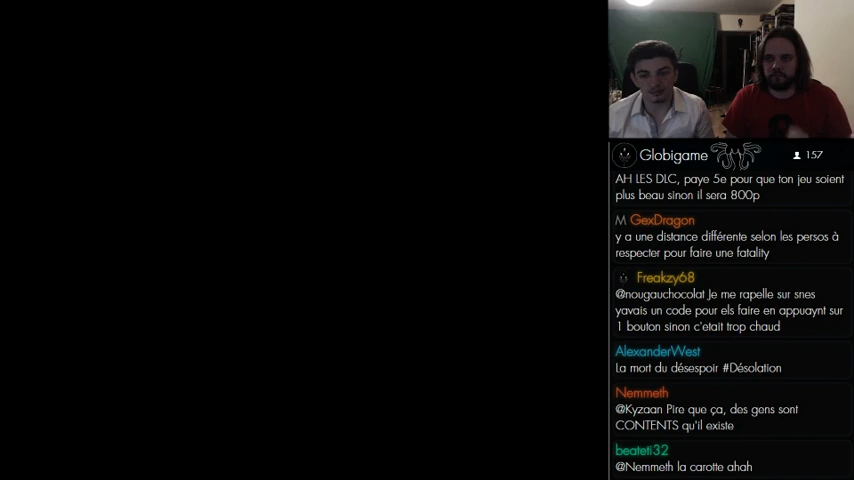 Globigame
157
AH LES DLC, paye 5e pour que ton jeu soient
plus beau sinon il sera 800p
M GexDragon
y a une distance différente selon les persos à
respecter pour faire une fatality
Freakzy68
@nougauchocolat Je me rapelle sur snes
yavais un code pour els faire en appuaynt sur
1 bouton sinon c'etait trop chaud
AlexanderWest
La mort du désespoir #Désolation
Nemmeth
@Kyzaan Pire que ça, des gens sont
CONTENTS qu'il existe
beateti32
@Nemmeth la carotte ahah